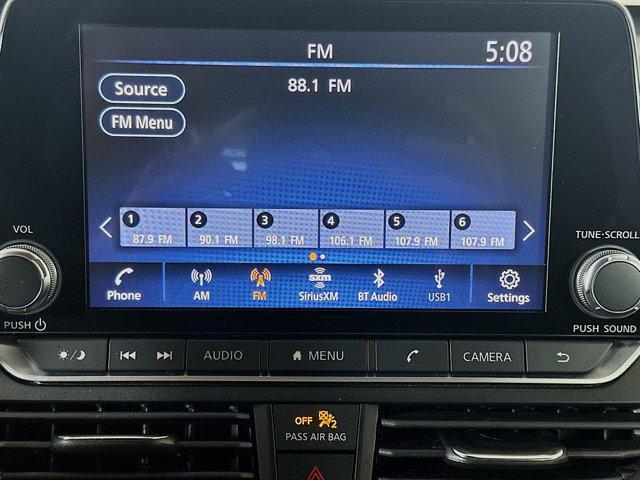 FM 5:08
Source 88.1 FM
FM Menu
1 2 3 4 5 6
87.9 FM 90.1 FM 98.1 FM 106.1 FM 107.9 FM 107.9 FM
VOL TUNE·SCROLL
Phone AM FM sxm SiriusXM BT Audio USB1 Settings
PUSH PUSH SOUND
AUDIO MENU CAMERA
OFF 2
PASS AIR BAG